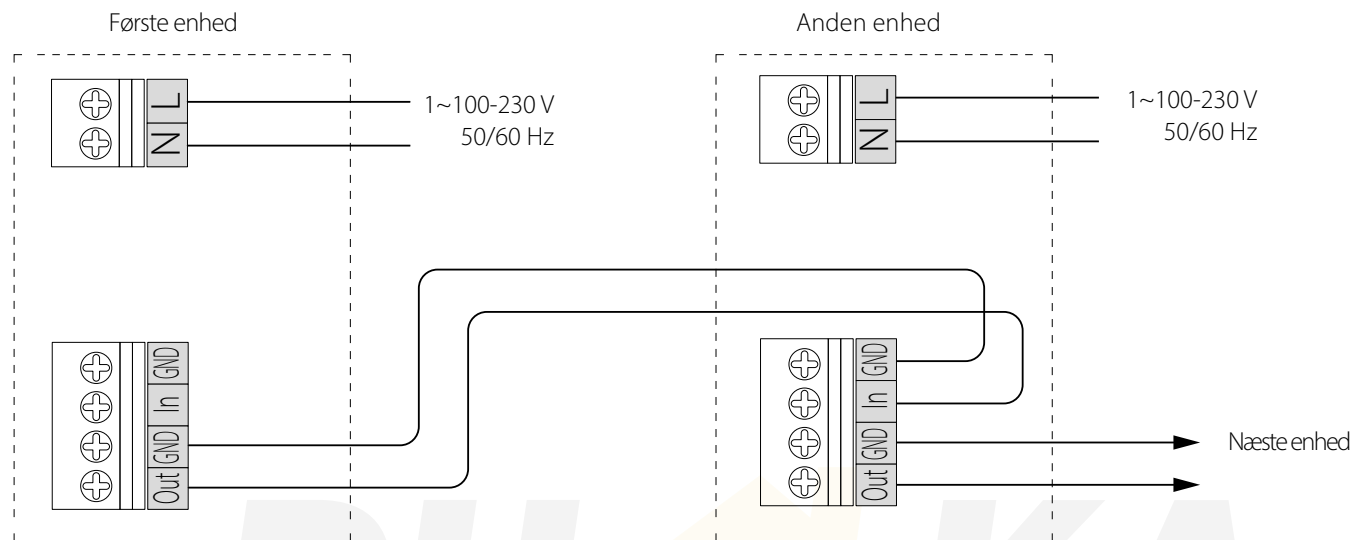 Første enhed
Anden enhed
L
N
1~100-230 V
50/60 Hz
L
N
1~100-230 V
50/60 Hz
GND
In
GND
Out
GND
In
GND
Out
Næste enhed